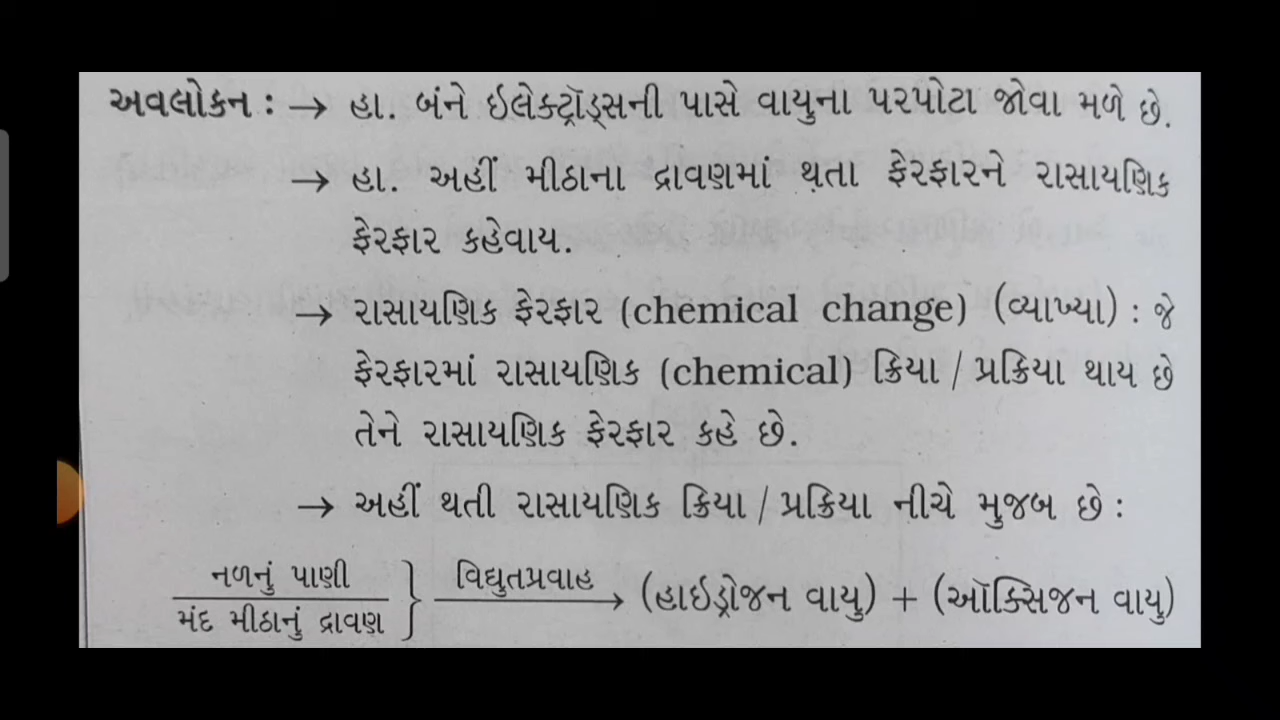 અવલોકન : → હા. બંને ઇલેક્ટ્રૉડ્સની પાસે વાયુના પરપોટા જોવા મળે છે.
→ હા. અહીં મીઠાના દ્રાવણમાં થતા ફેરફારને રાસાયણિક
ફેરફાર કહેવાય.
→ રાસાયણિક ફેરફાર (chemical change) (વ્યાખ્યા) : જે
ફેરફારમાં રાસાયણિક (chemical) ક્રિયા / પ્રક્રિયા થાય છે
તેને રાસાયણિક ફેરફાર કહે છે.
→ અહીં થતી રાસાયણિક ક્રિયા / પ્રક્રિયા નીચે મુજબ છે :
નળનું પાણી
મંદ મીઠાનું દ્રાવણ } વિદ્યુતપ્રવાહ → (હાઇડ્રોજન વાયુ) + (ઑક્સિજન વાયુ)